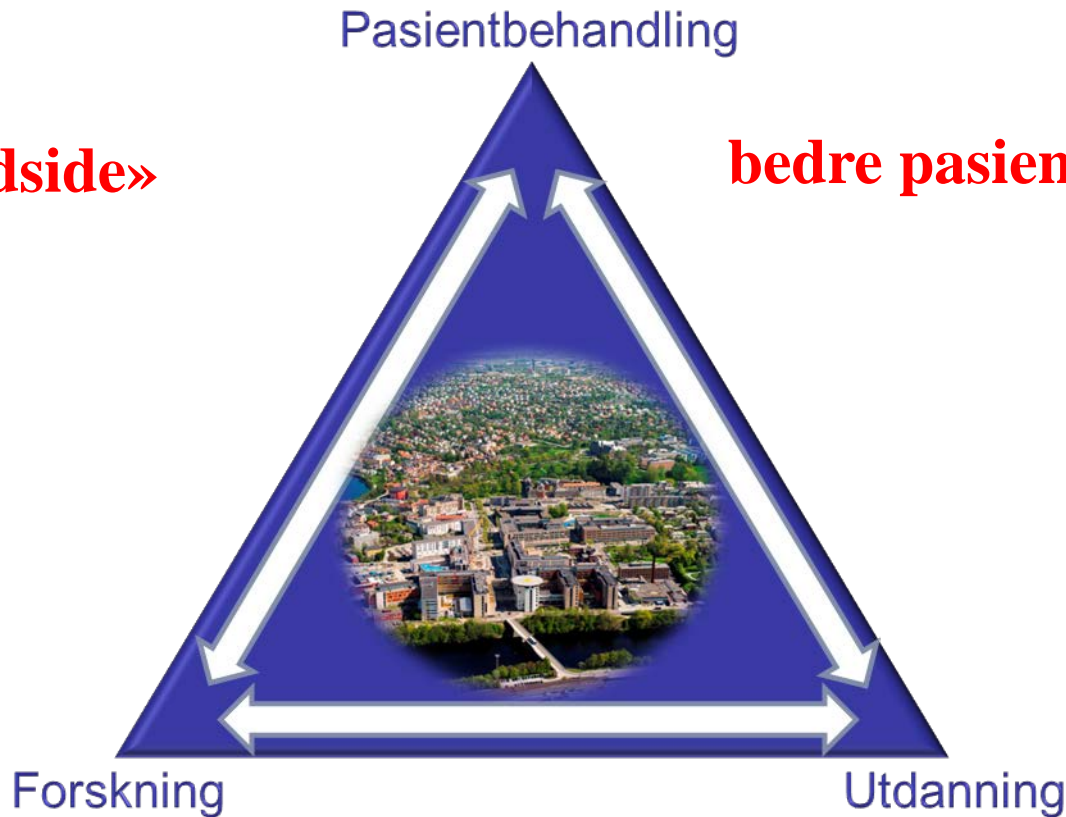 Pasientbehandling
dside»
bedre pasien
Forskning
Utdanning